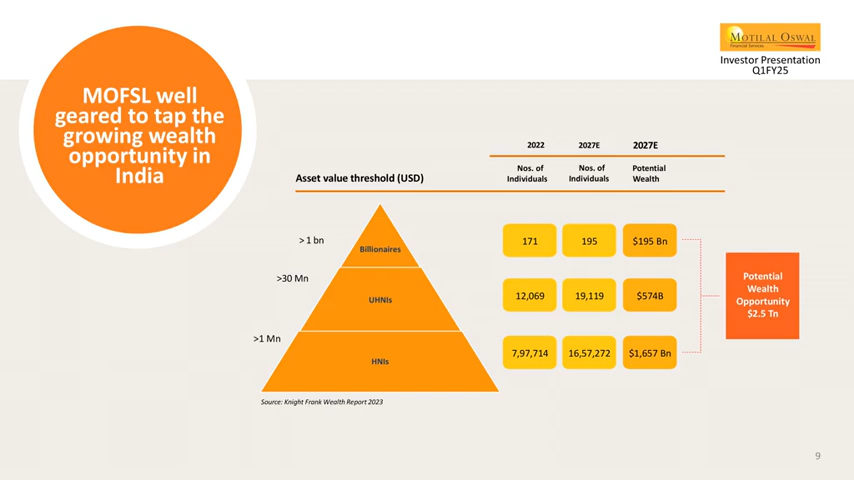 MOTILAL OSWAL
Financial Services
Investor Presentation
Q1FY25
MOFSL well
geared to tap the
growing wealth
opportunity in
India
2022 2027E 2027E
Asset value threshold (USD)
Nos. of Nos. of Potential
Individuals Individuals Wealth
> 1 bn
Billionaires
171 195 $195 Bn
>30 Mn
UHNIs
12,069 19,119 $574B
>1 Mn
HNIs
7,97,714 16,57,272 $1,657 Bn
Potential
Wealth
Opportunity
$2.5 Tn
Source: Knight Frank Wealth Report 2023
9